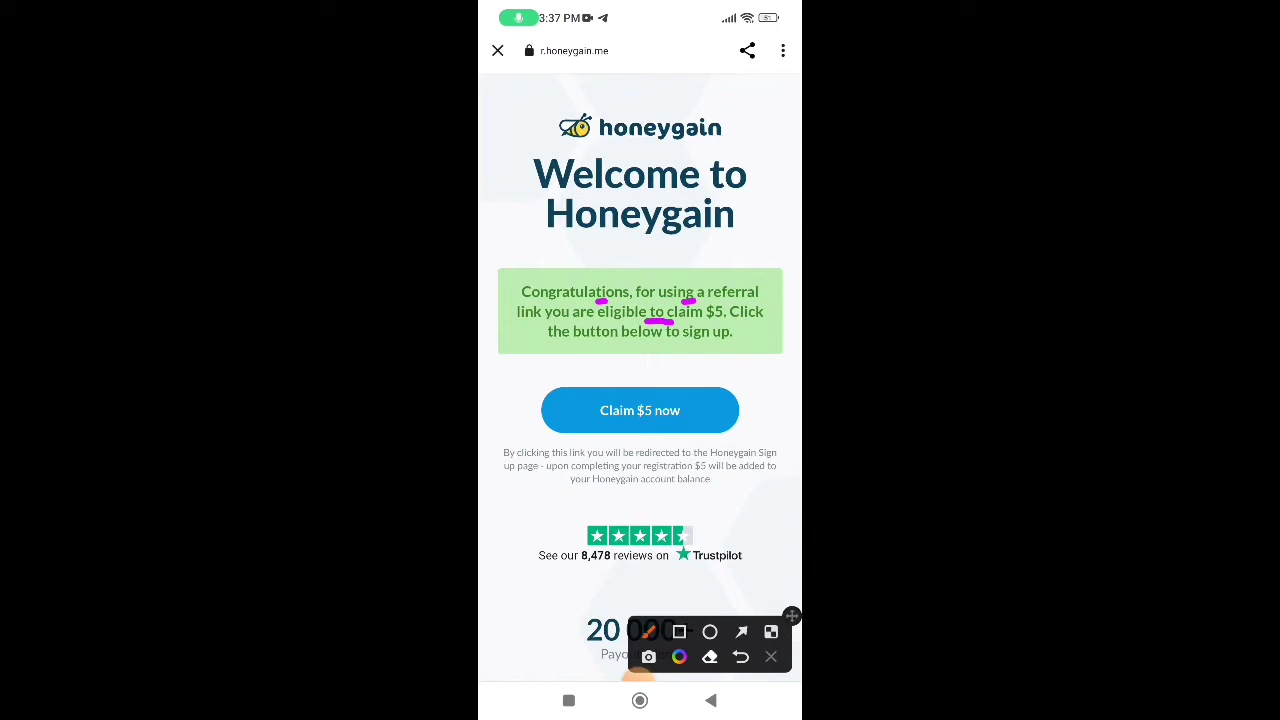 3:37 PM
51
r.honeygain.me
honeygain
Welcome to
Honeygain
Congratulations, for using a referral
link you are eligible to claim $5. Click
the button below to sign up.
Claim $5 now
By clicking this link you will be redirected to the Honeygain Sign
up page - upon completing your registration $5 will be added to
your Honeygain account balance
See our 8,478 reviews on Trustpilot
20 000+